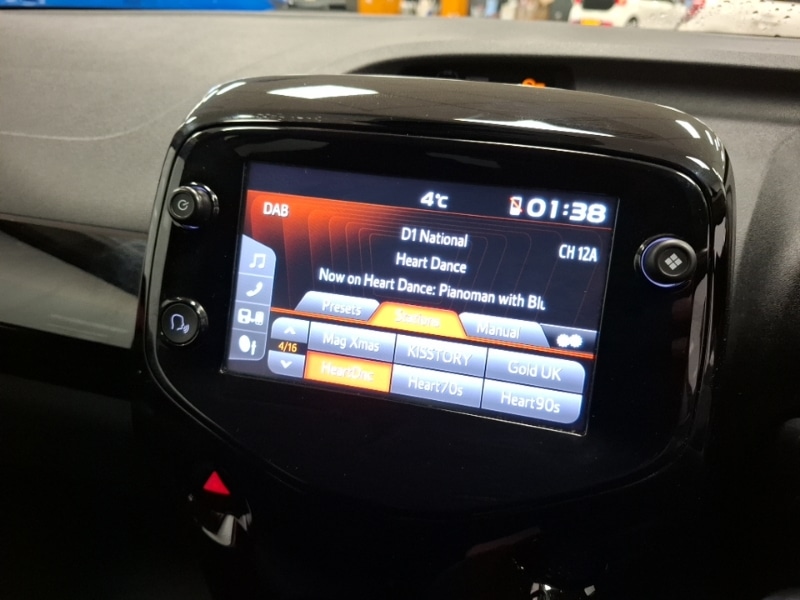 4°C
01:38
DAB
D1 National
CH 12A
Heart Dance
Now on Heart Dance: Pianoman with Blu
Presets
Stations
Manual
4/16
Mag Xmas
KISSTORY
Gold UK
HeartDnc
Heart70s
Heart90s